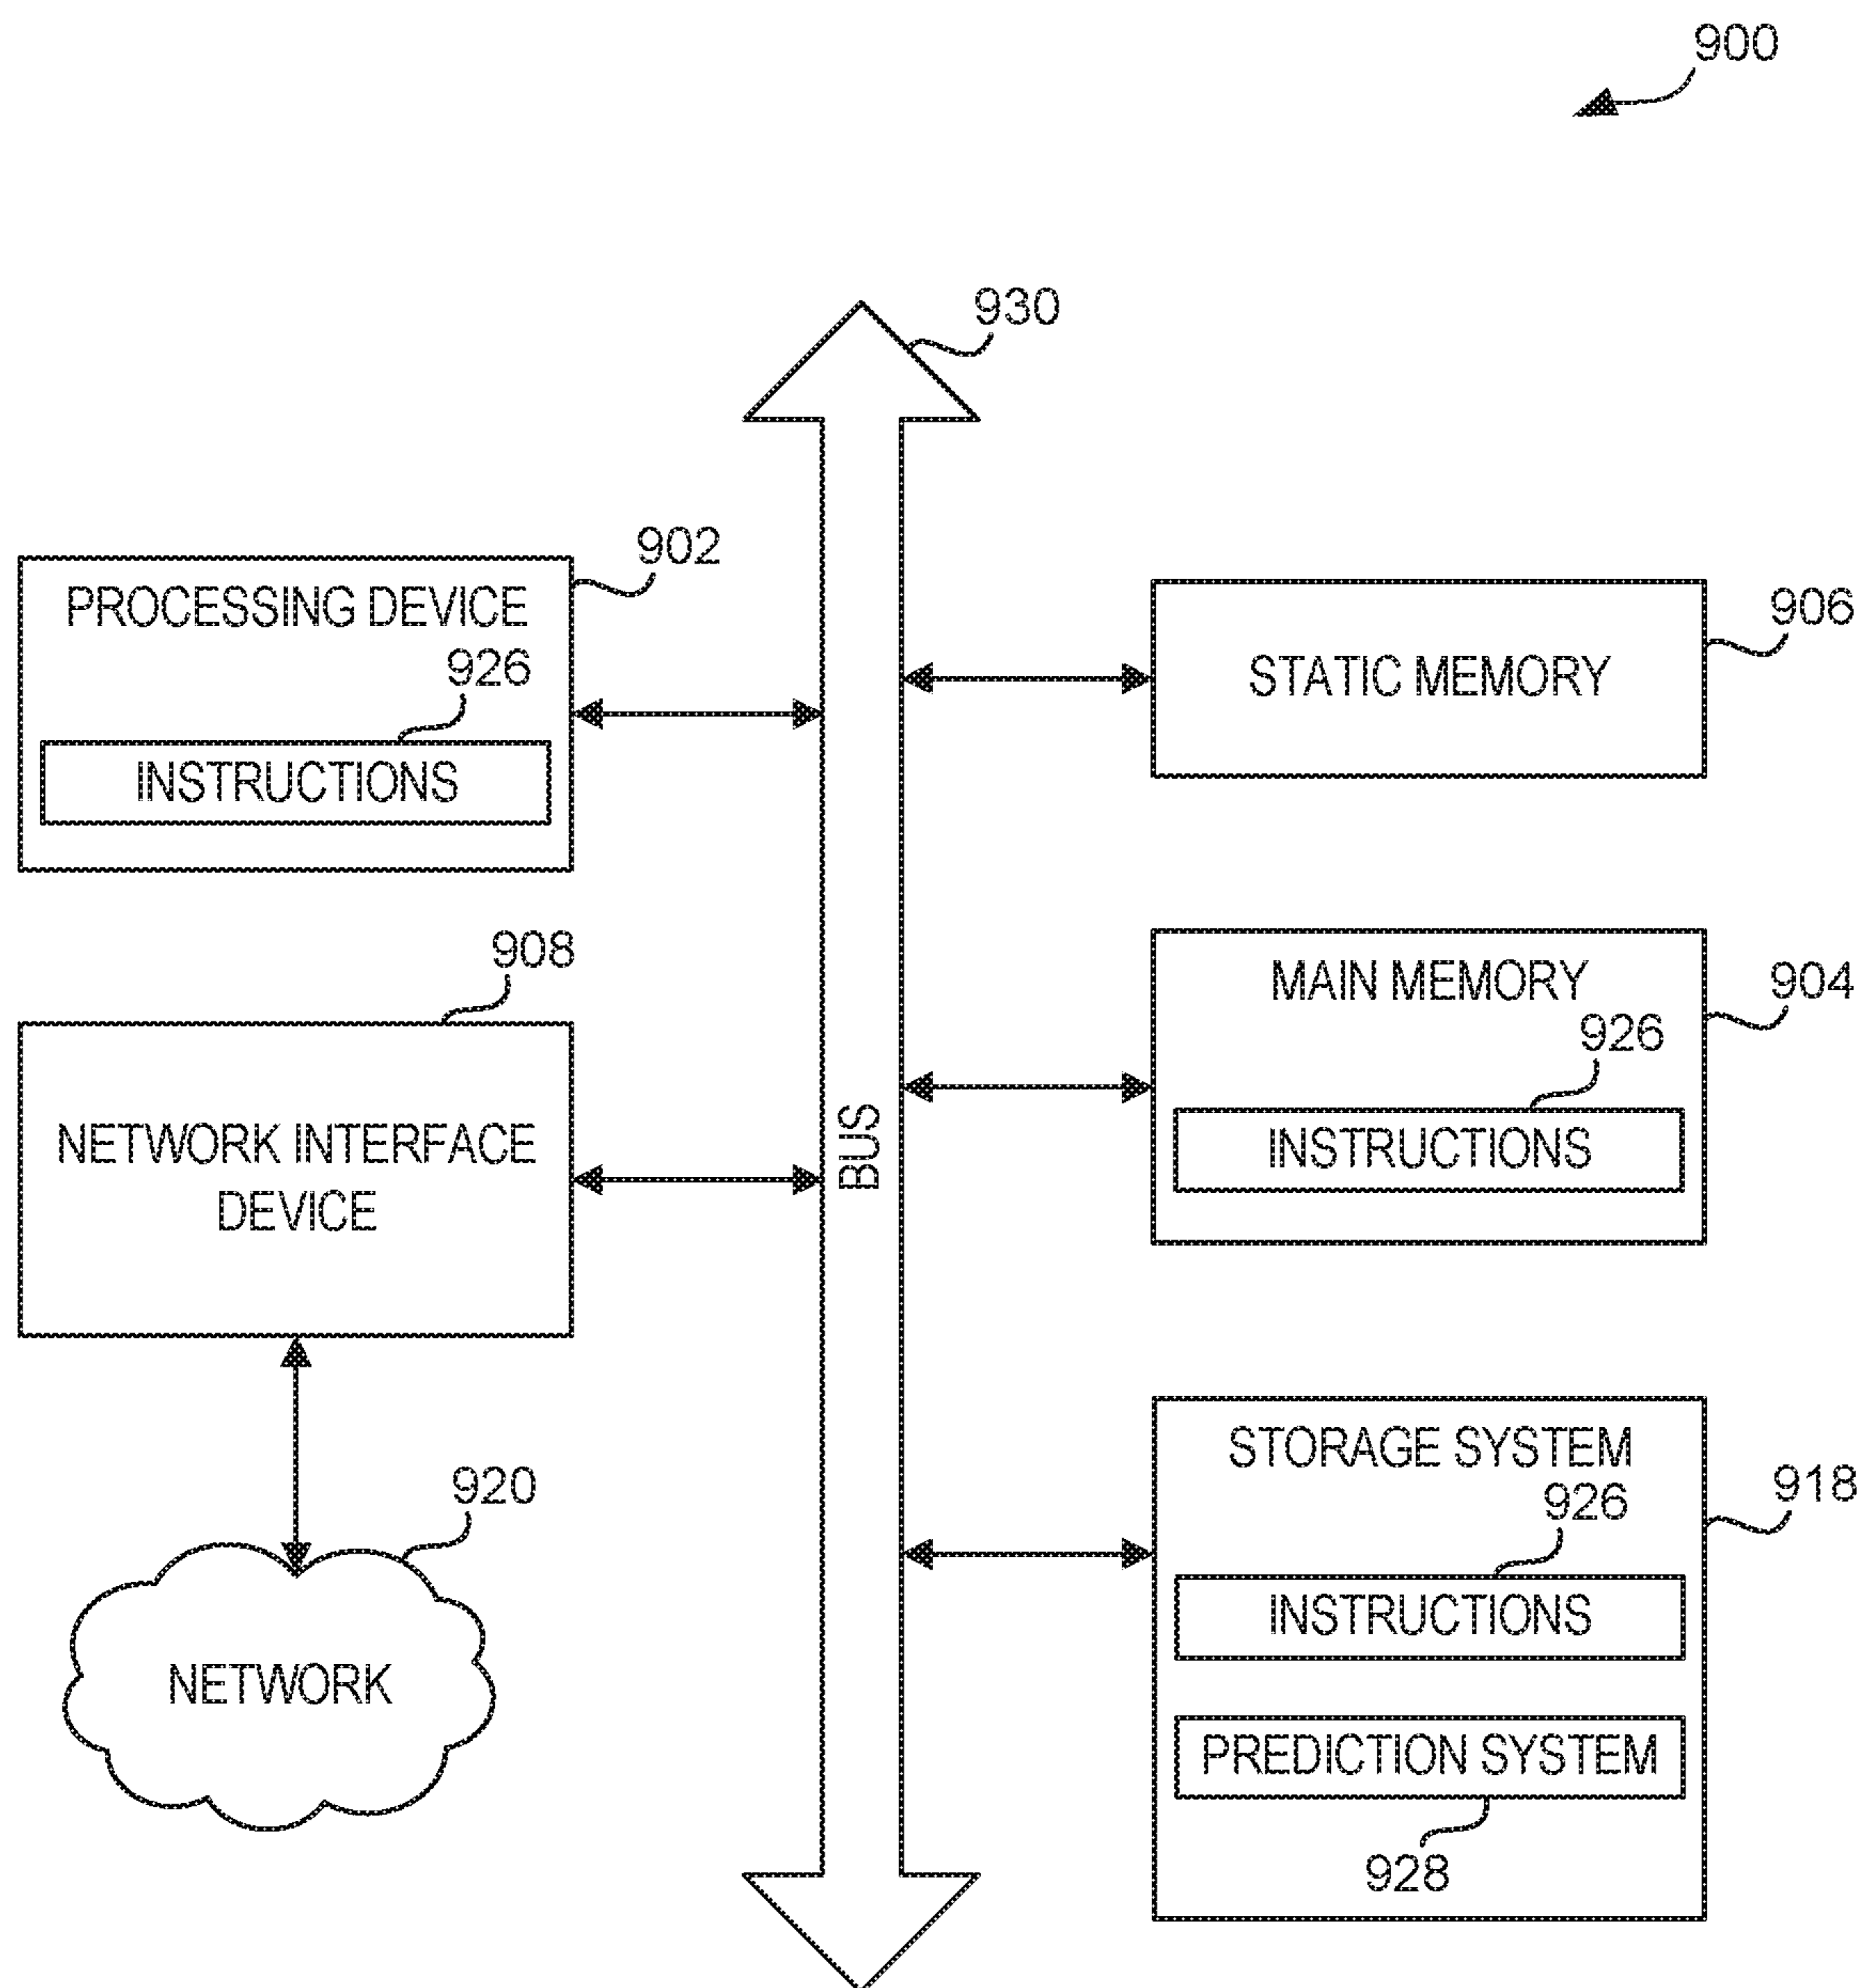 900
930
902
PROCESSING DEVICE
926
INSTRUCTIONS
906
STATIC MEMORY
908
NETWORK INTERFACE
DEVICE
904
MAIN MEMORY
926
INSTRUCTIONS
BUS
920
NETWORK
918
STORAGE SYSTEM
926
INSTRUCTIONS
PREDICTION SYSTEM
928